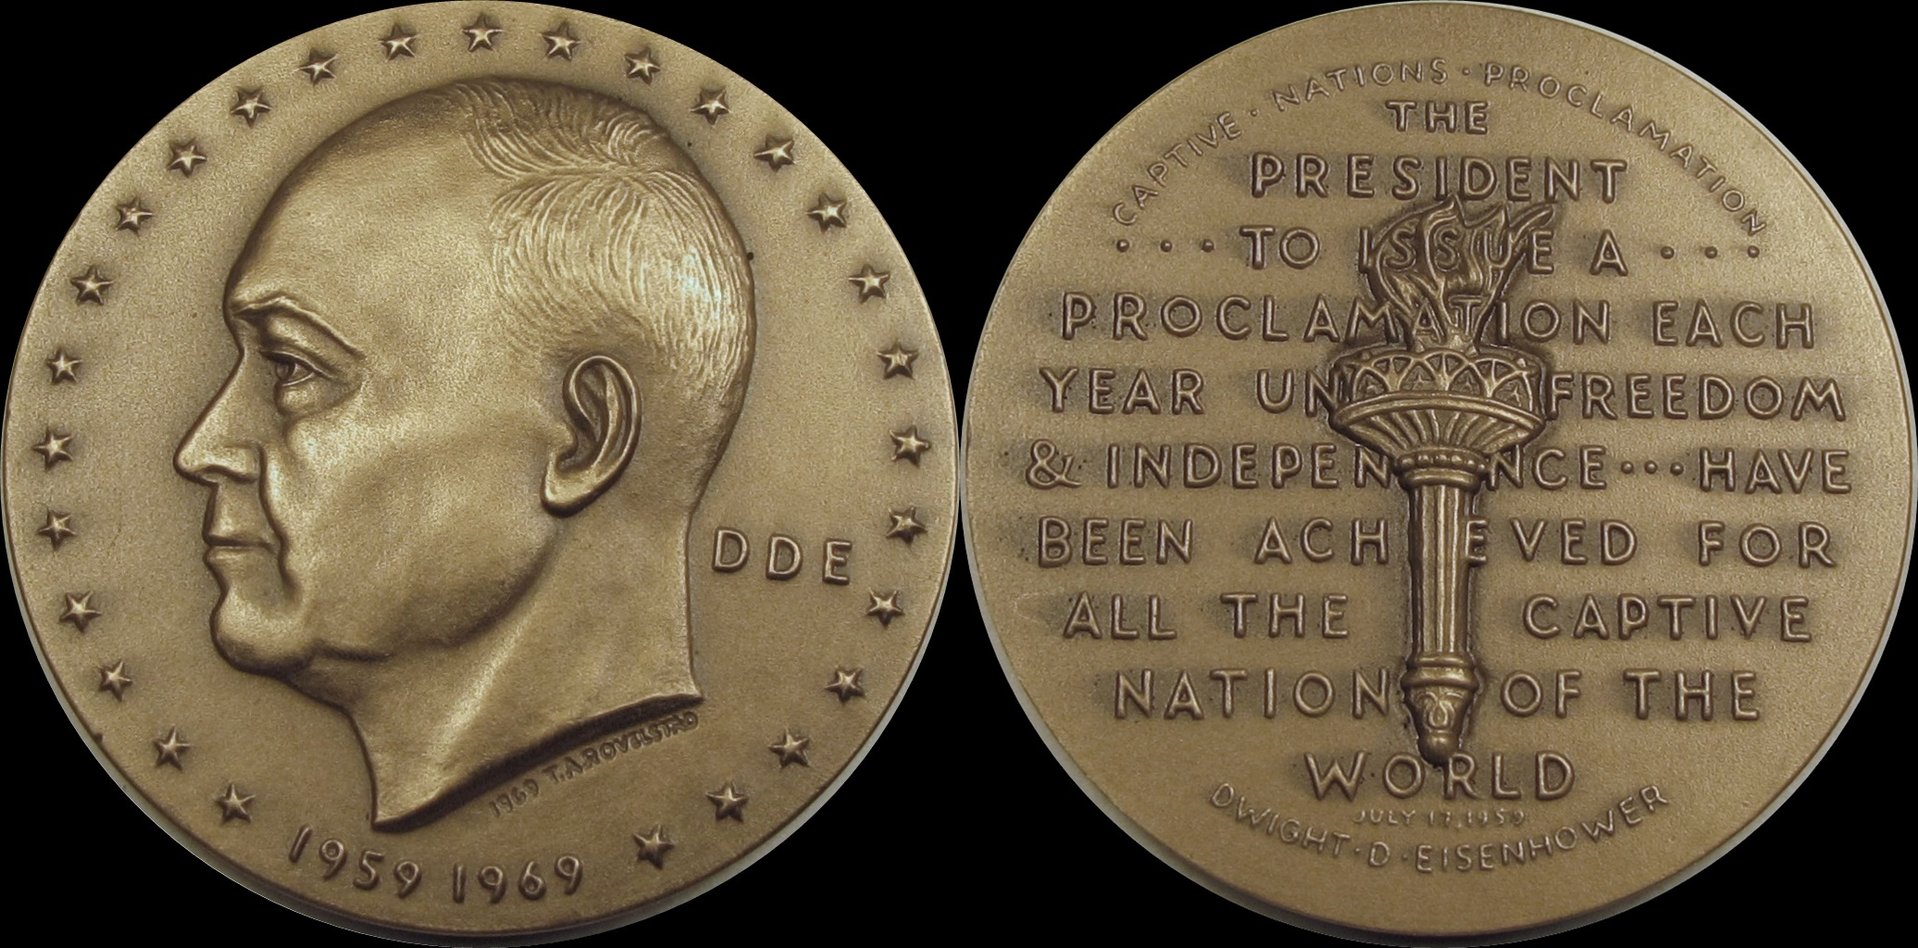 DDE
1969 T.A.ROVELSTAD
1959 1969
CAPTIVE · NATIONS · PROCLAMATION
THE
PRESIDENT
· · · TO ISSUE A · · ·
PROCLAMATION EACH
YEAR UN FREEDOM
& INDEPEN NCE···HAVE
BEEN ACH EVED FOR
ALL THE CAPTIVE
NATION OF THE
WORLD
JULY 17, 1959
DWIGHT · D · EISENHOWER